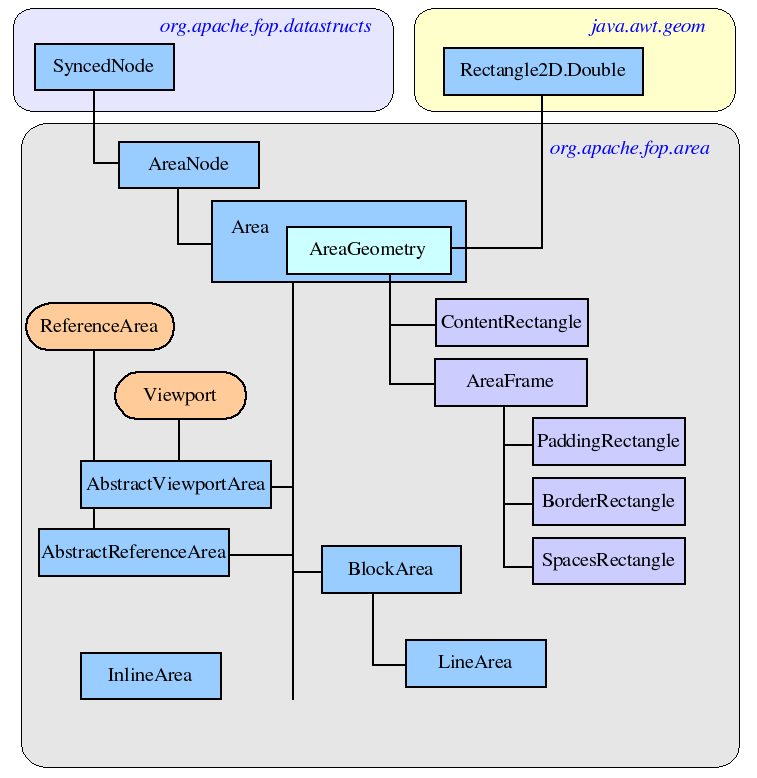 org.apache.fop.datastructs
java.awt.geom
SyncedNode
Rectangle2D.Double
org.apache.fop.area
AreaNode
Area
AreaGeometry
ReferenceArea
ContentRectangle
Viewport
AreaFrame
PaddingRectangle
AbstractViewportArea
BorderRectangle
AbstractReferenceArea
SpacesRectangle
BlockArea
InlineArea
LineArea